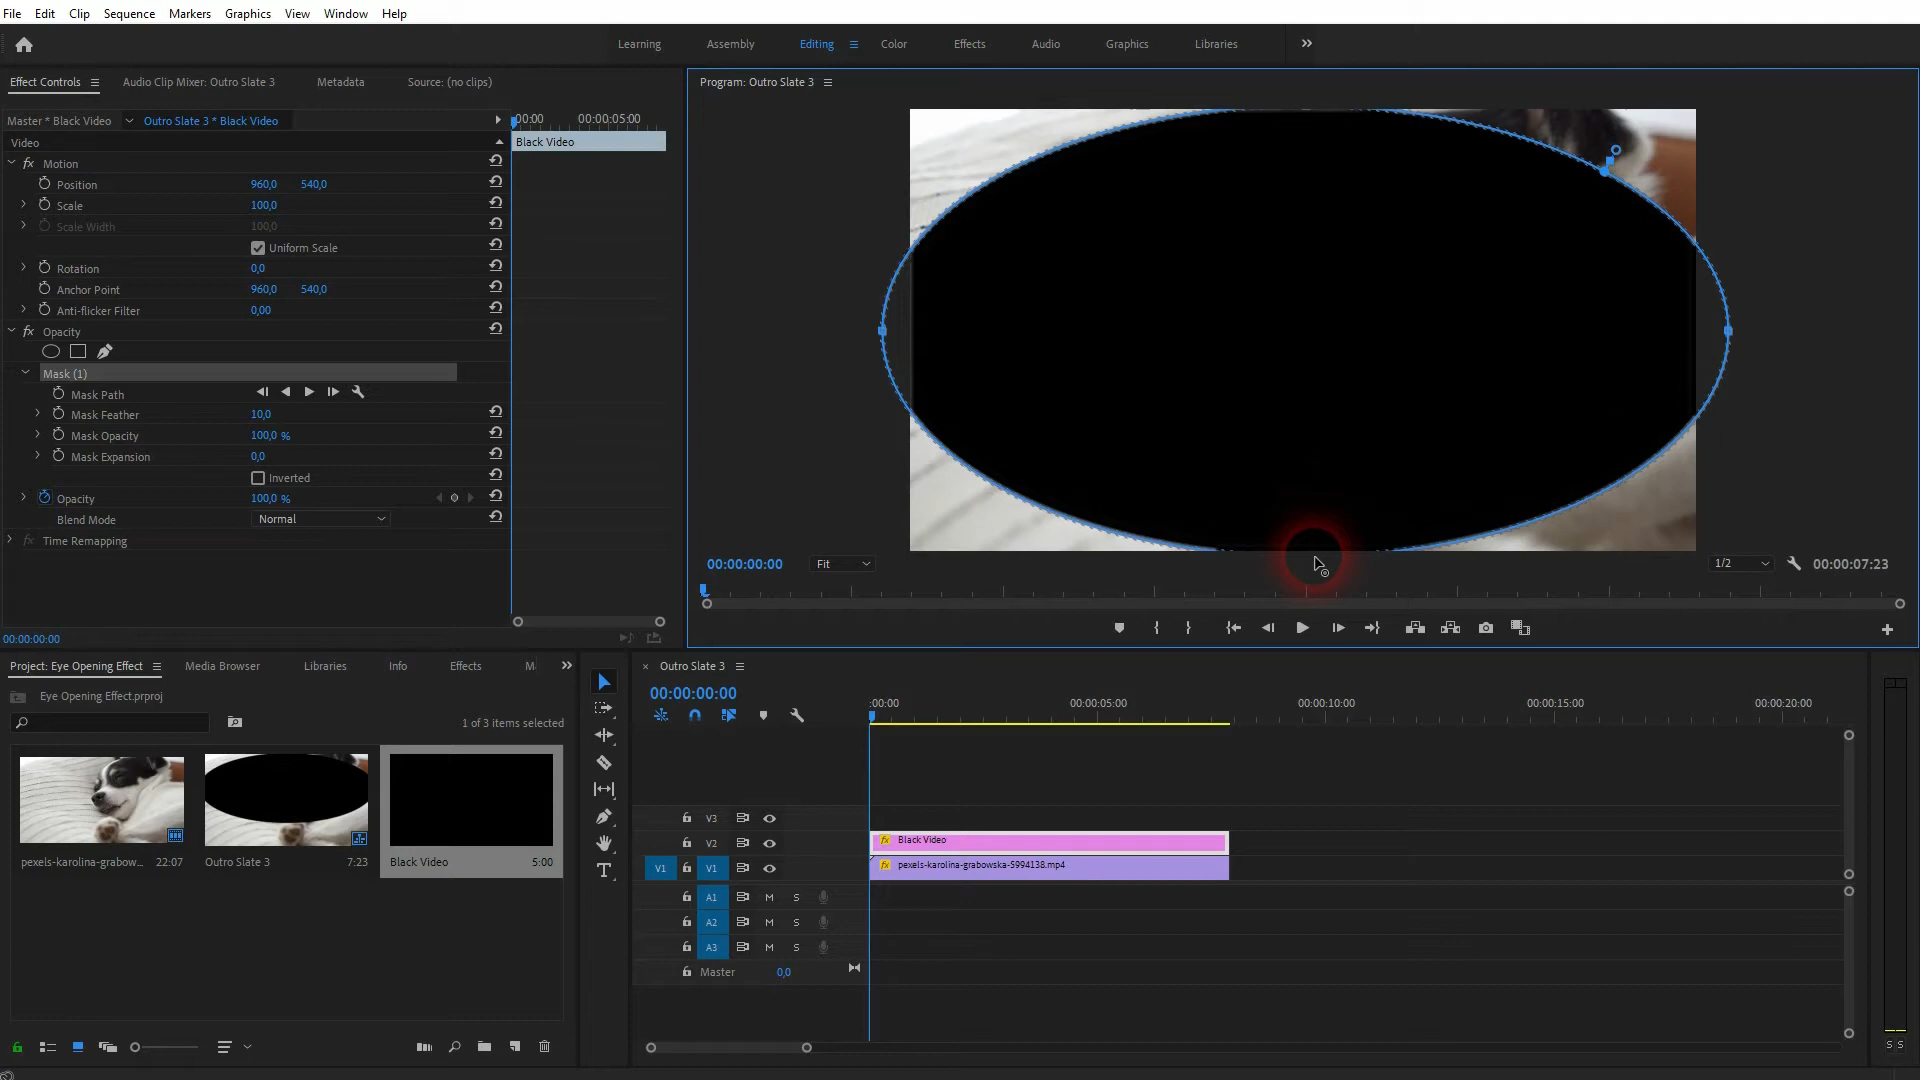 File Edit Clip Sequence Markers Graphics View Window Help
Learning Assembly Editing Color Effects Audio Graphics Libraries
Effect Controls Audio Clip Mixer: Outro Slate 3 Metadata Source: (no clips)
Program: Outro Slate 3
Master * Black Video Outro Slate 3 * Black Video
:00:00 00:00:05:00
Video
Black Video
fx Motion
Position 960,0 540,0
Scale 100,0
Scale Width 100,0
Uniform Scale
Rotation 0,0
Anchor Point 960,0 540,0
Anti-flicker Filter 0,00
fx Opacity
Mask (1)
Mask Path
Mask Feather 10,0
Mask Opacity 100,0 %
Mask Expansion 0,0
Inverted
Opacity 100,0 %
Blend Mode Normal
fx Time Remapping
00:00:00:00
00:00:00:00 Fit 1/2 00:00:07:23
Project: Eye Opening Effect Media Browser Libraries Info Effects
Eye Opening Effect.prproj
1 of 3 items selected
pexels-karolina-grabow... 22:07
Outro Slate 3 7:23
Black Video 5:00
× Outro Slate 3
00:00:00:00
:00:00 00:00:05:00 00:00:10:00 00:00:15:00 00:00:20:00
V3
V2 fx Black Video
V1 V1 fx pexels-karolina-grabowska-5994138.mp4
A1 M S
A2 M S
A3 M S
Master 0,0
S S